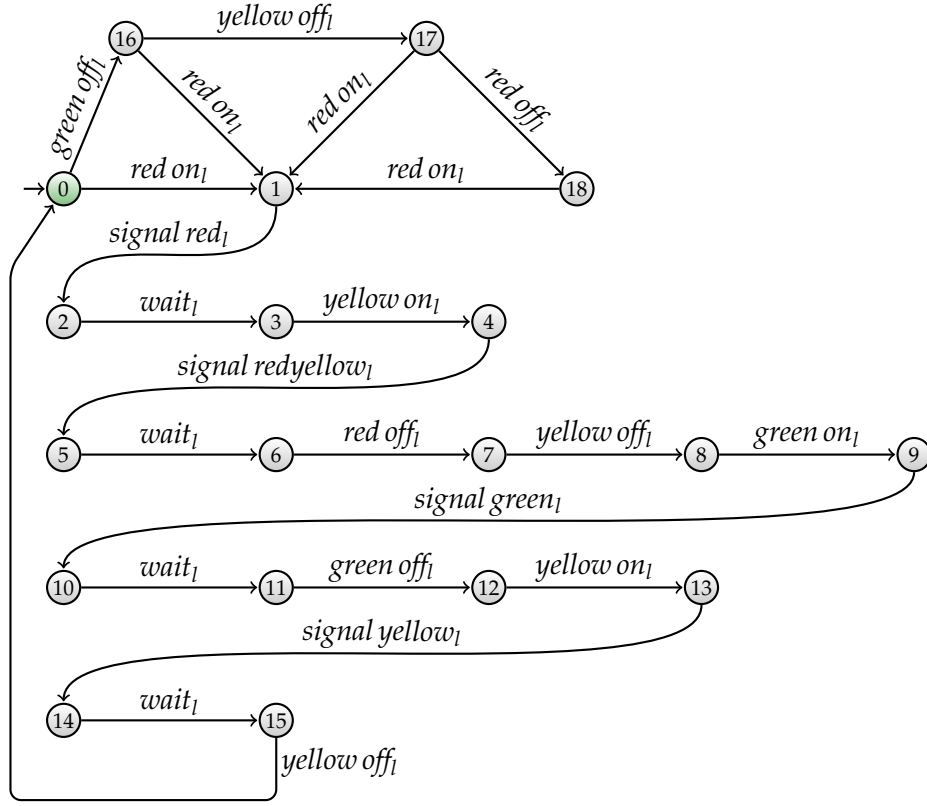 yellow off_l
16
17
green off_l
red on_l
red on_l
red off_l
0
red on_l
1
red on_l
18
signal red_l
2
wait_l
3
yellow on_l
4
signal redyellow_l
5
wait_l
6
red off_l
7
yellow off_l
8
green on_l
9
signal green_l
10
wait_l
11
green off_l
12
yellow on_l
13
signal yellow_l
14
wait_l
15
yellow off_l